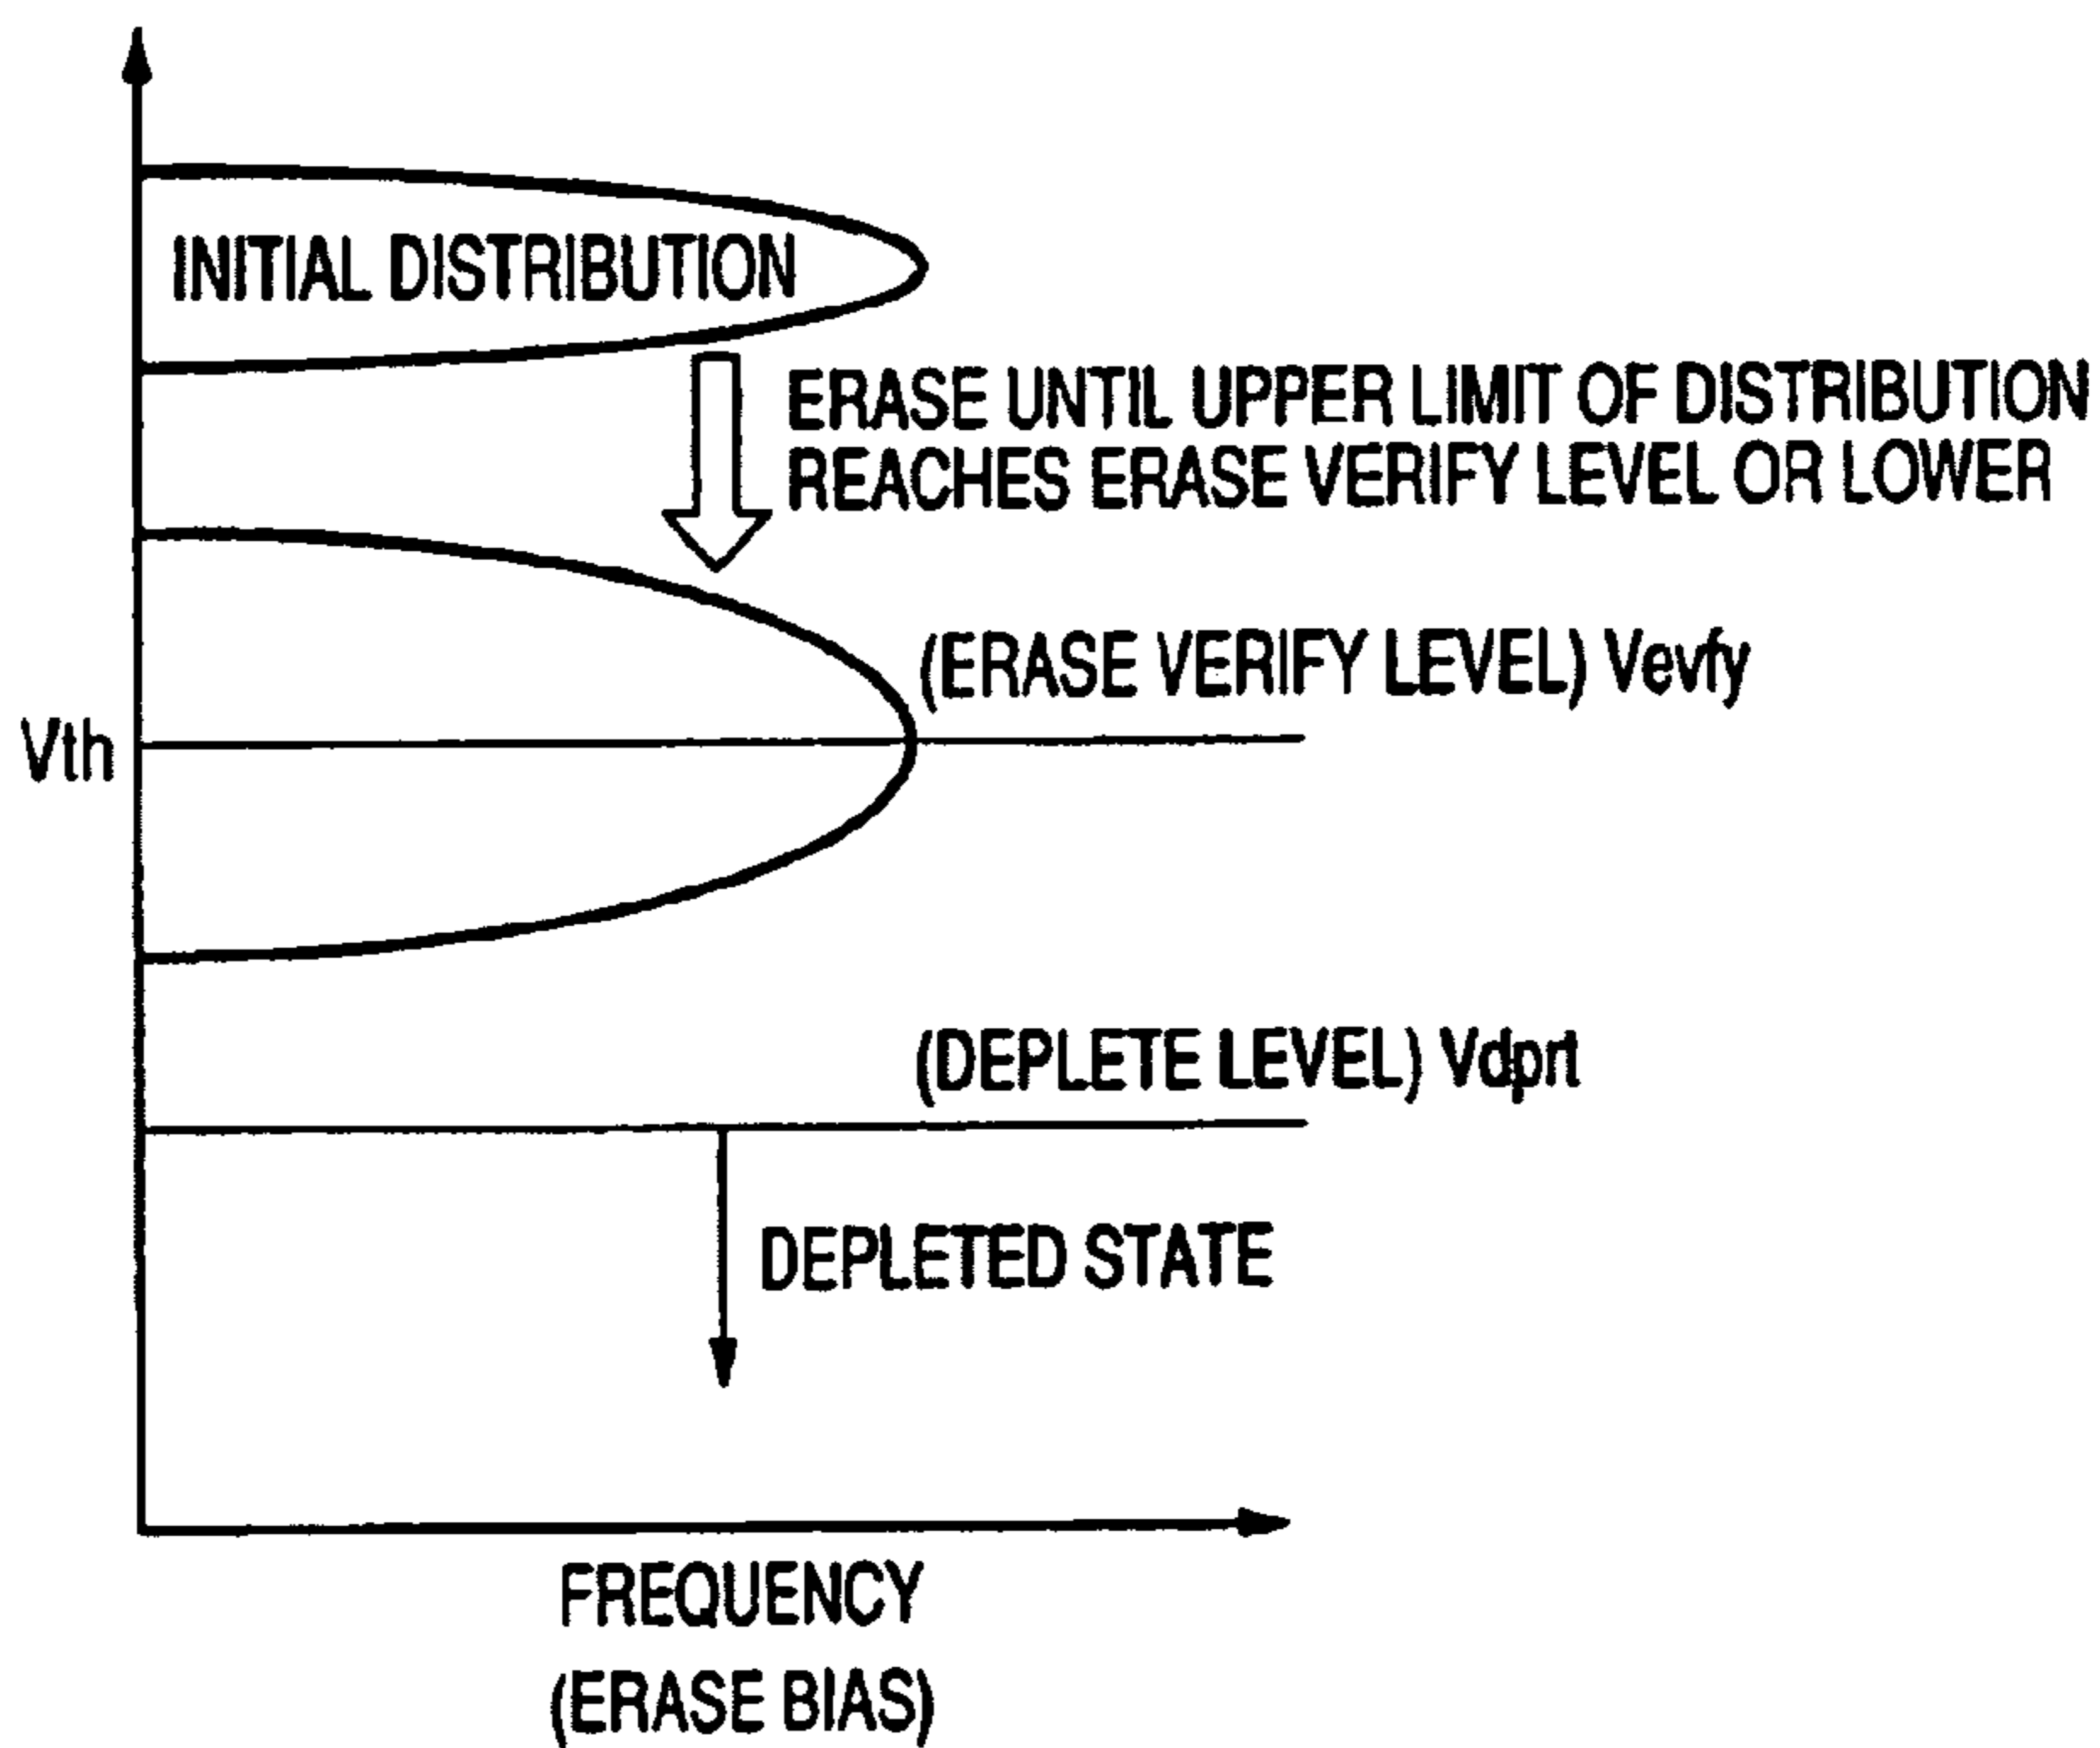 INITIAL DISTRIBUTION
ERASE UNTIL UPPER LIMIT OF DISTRIBUTION
REACHES ERASE VERIFY LEVEL OR LOWER
(ERASE VERIFY LEVEL) Vevfy
Vth
(DEPLETE LEVEL) Vdprt
DEPLETED STATE
FREQUENCY
(ERASE BIAS)